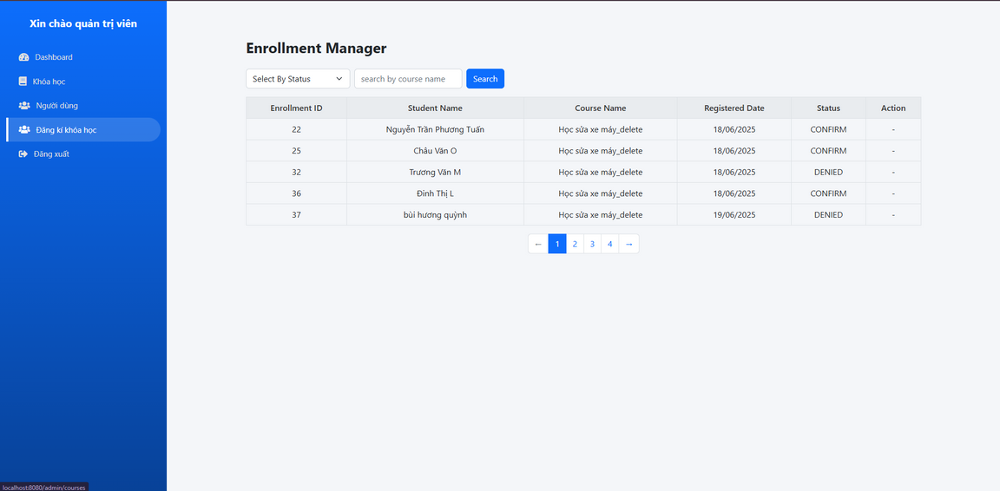 Xin chào quản trị viên
Dashboard
Khóa học
Người dùng
Đăng kí khóa học
Đăng xuất
Enrollment Manager
Select By Status search by course name Search
Enrollment ID Student Name Course Name Registered Date Status Action
22 Nguyễn Trần Phương Tuấn Học sửa xe máy_delete 18/06/2025 CONFIRM -
25 Châu Văn O Học sửa xe máy_delete 18/06/2025 CONFIRM -
32 Trương Văn M Học sửa xe máy_delete 18/06/2025 DENIED -
36 Đinh Thị L Học sửa xe máy_delete 18/06/2025 CONFIRM -
37 bùi hương quỳnh Học sửa xe máy_delete 19/06/2025 DENIED -
← 1 2 3 4 →
localhost:8080/admin/courses